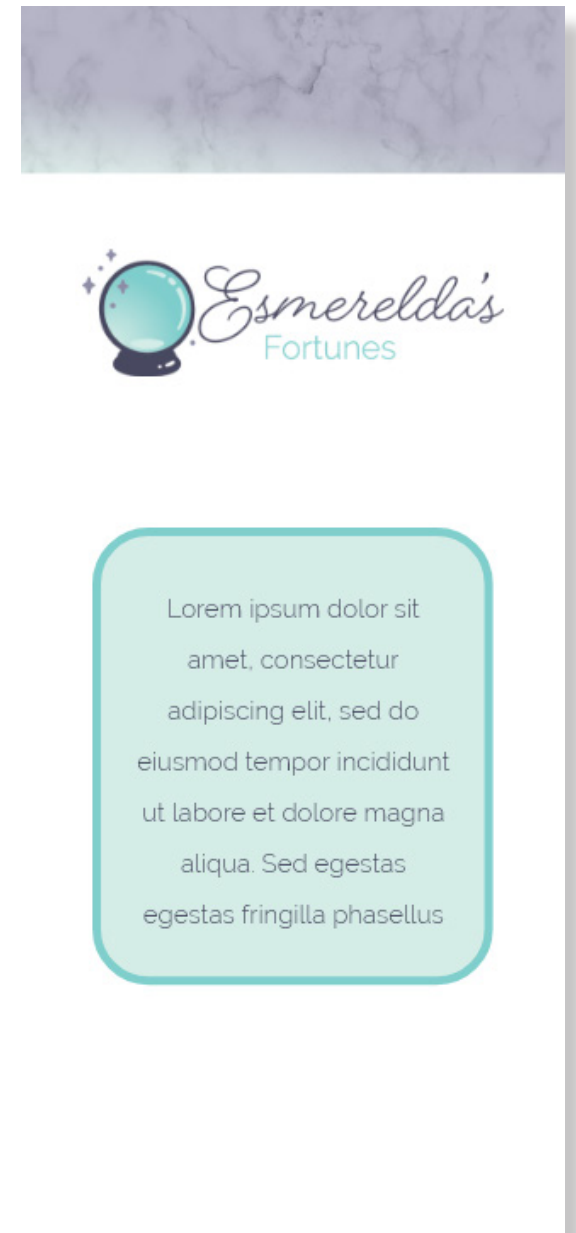 Esmerelda's
Fortunes
Lorem ipsum dolor sit
amet, consectetur
adipiscing elit, sed do
eiusmod tempor incididunt
ut labore et dolore magna
aliqua. Sed egestas
egestas fringilla phasellus